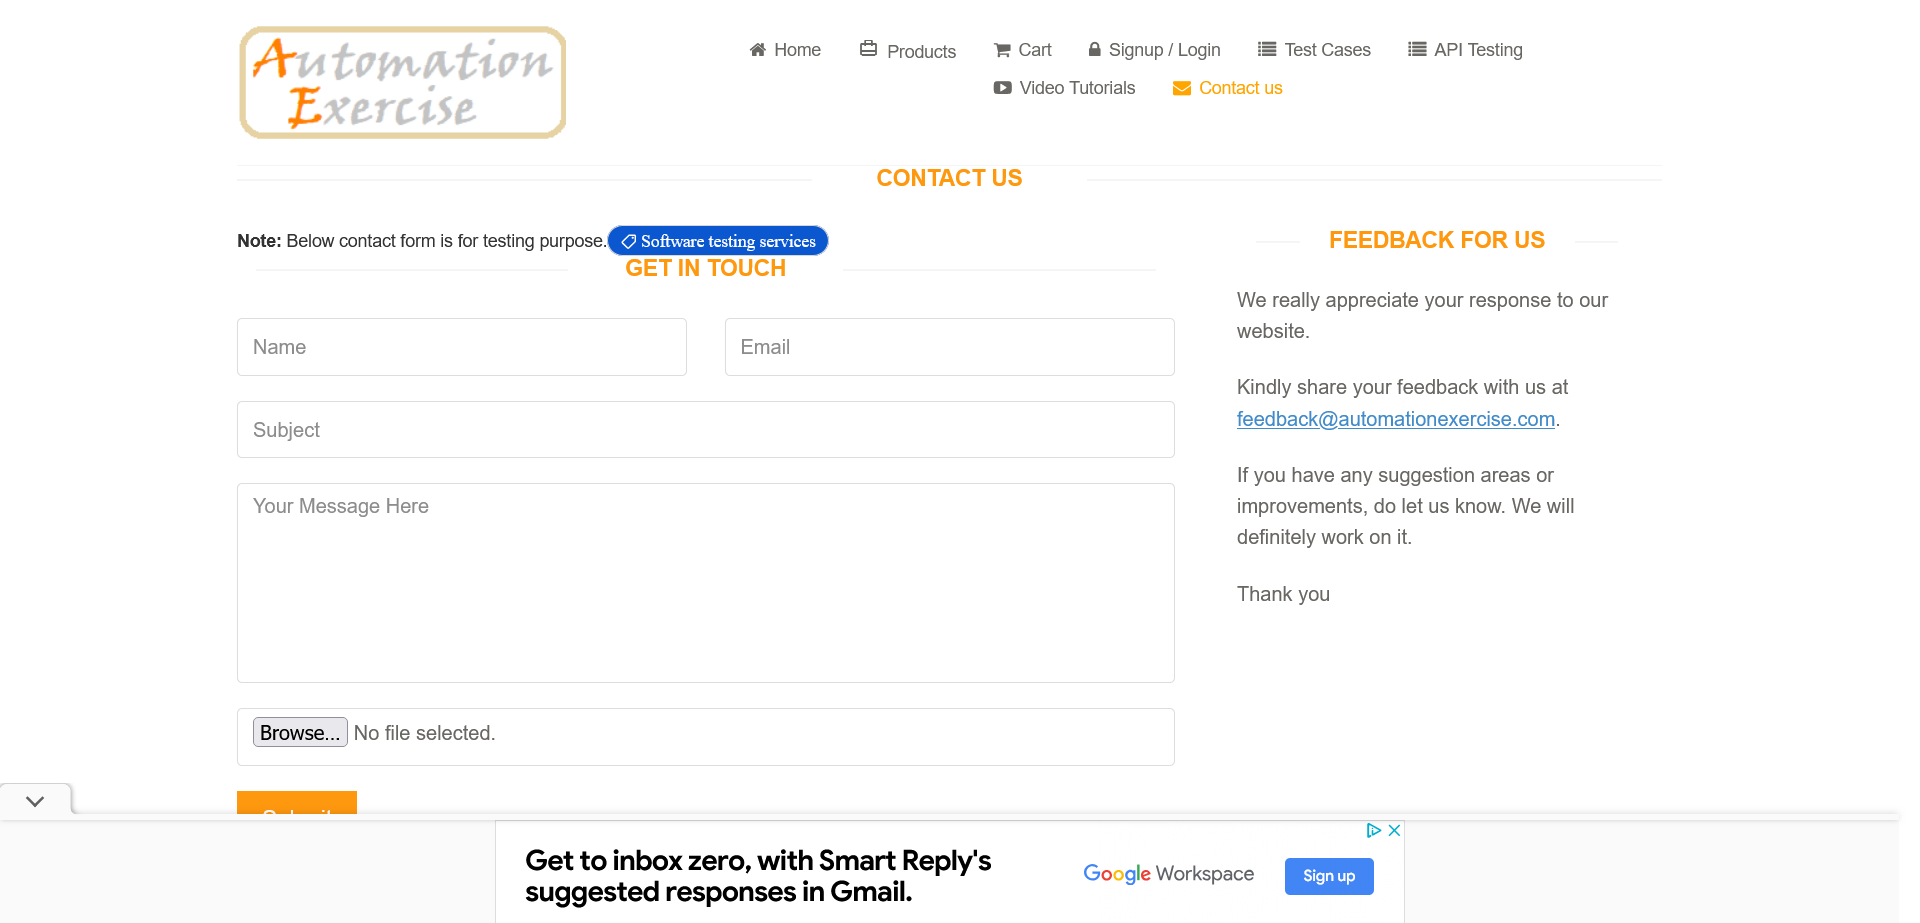 Automation
Exercise
Home
Products
Cart
Signup / Login
Test Cases
API Testing
Video Tutorials
Contact us
CONTACT US
Note: Below contact form is for testing purpose.
Software testing services
GET IN TOUCH
Name
Email
Subject
Your Message Here
Browse...
No file selected.
Submit
FEEDBACK FOR US
We really appreciate your response to our
website.
Kindly share your feedback with us at
feedback@automationexercise.com.
If you have any suggestion areas or
improvements, do let us know. We will
definitely work on it.
Thank you
Get to inbox zero, with Smart Reply's
suggested responses in Gmail.
Google Workspace
Sign up